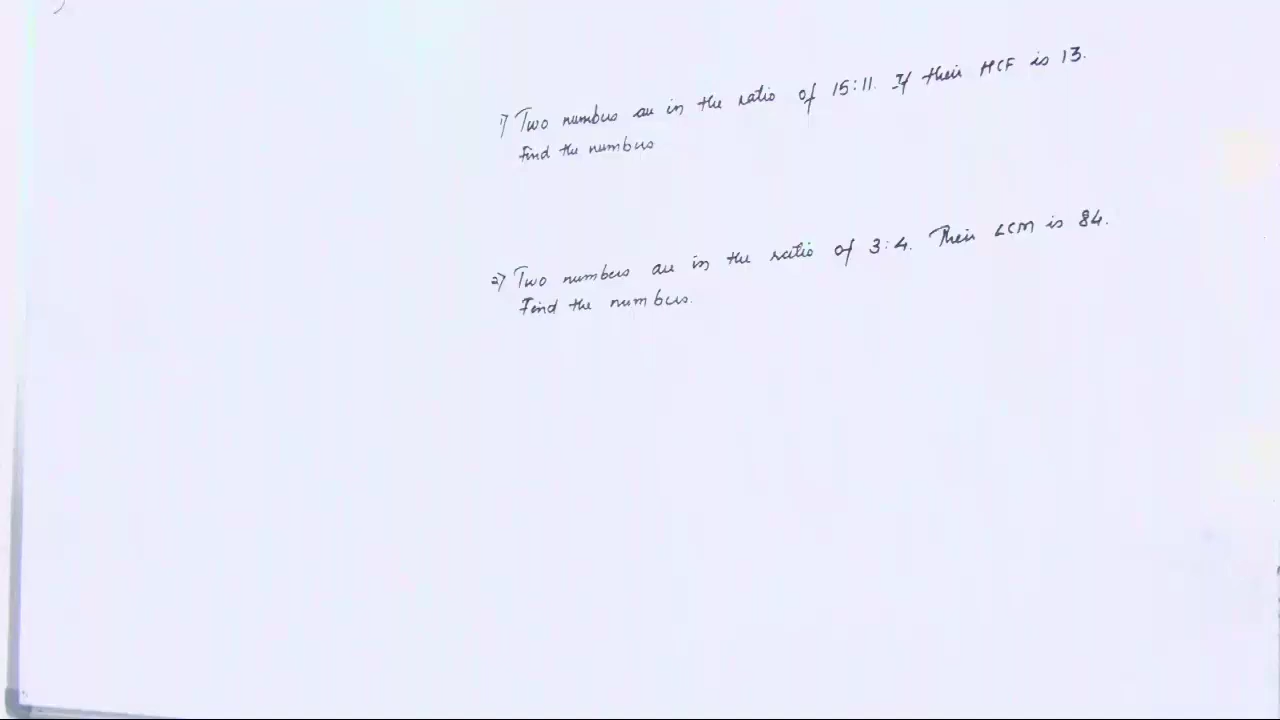 1) Two numbers are in the ratio of 15:11. If their HCF is 13.
Find the numbers
2) Two numbers are in the ratio of 3:4. Their LCM is 84.
Find the numbers.